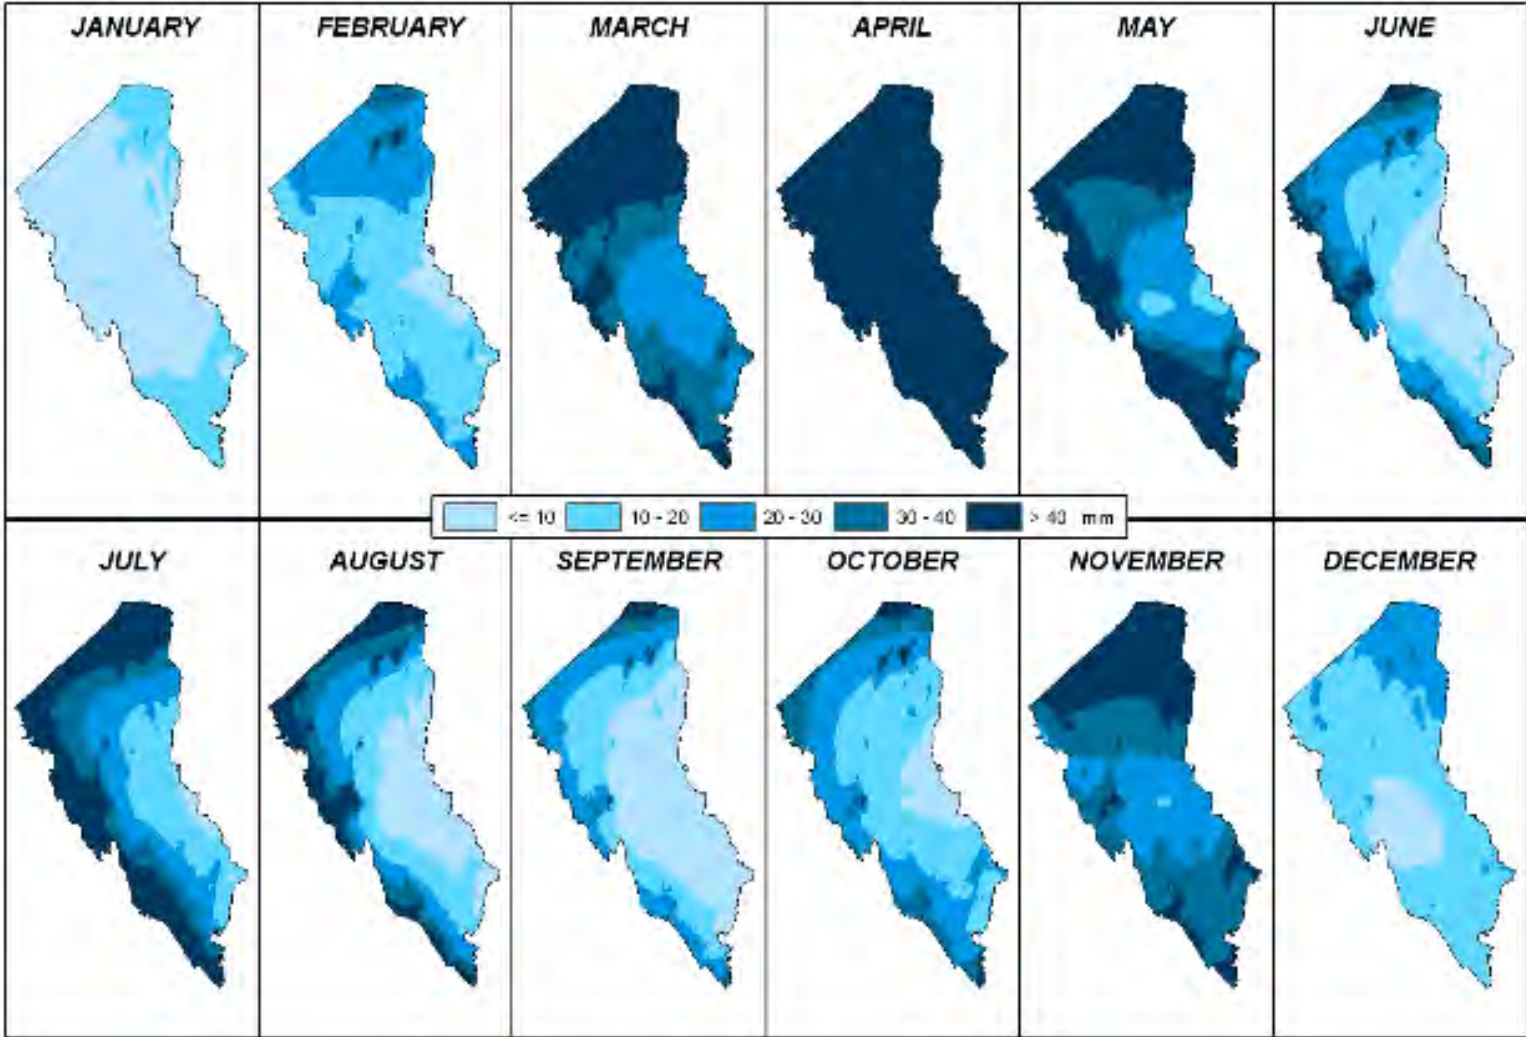 JANUARY
FEBRUARY
MARCH
APRIL
MAY
JUNE
<= 10
10 - 20
20 - 30
30 - 40
> 40 mm
JULY
AUGUST
SEPTEMBER
OCTOBER
NOVEMBER
DECEMBER